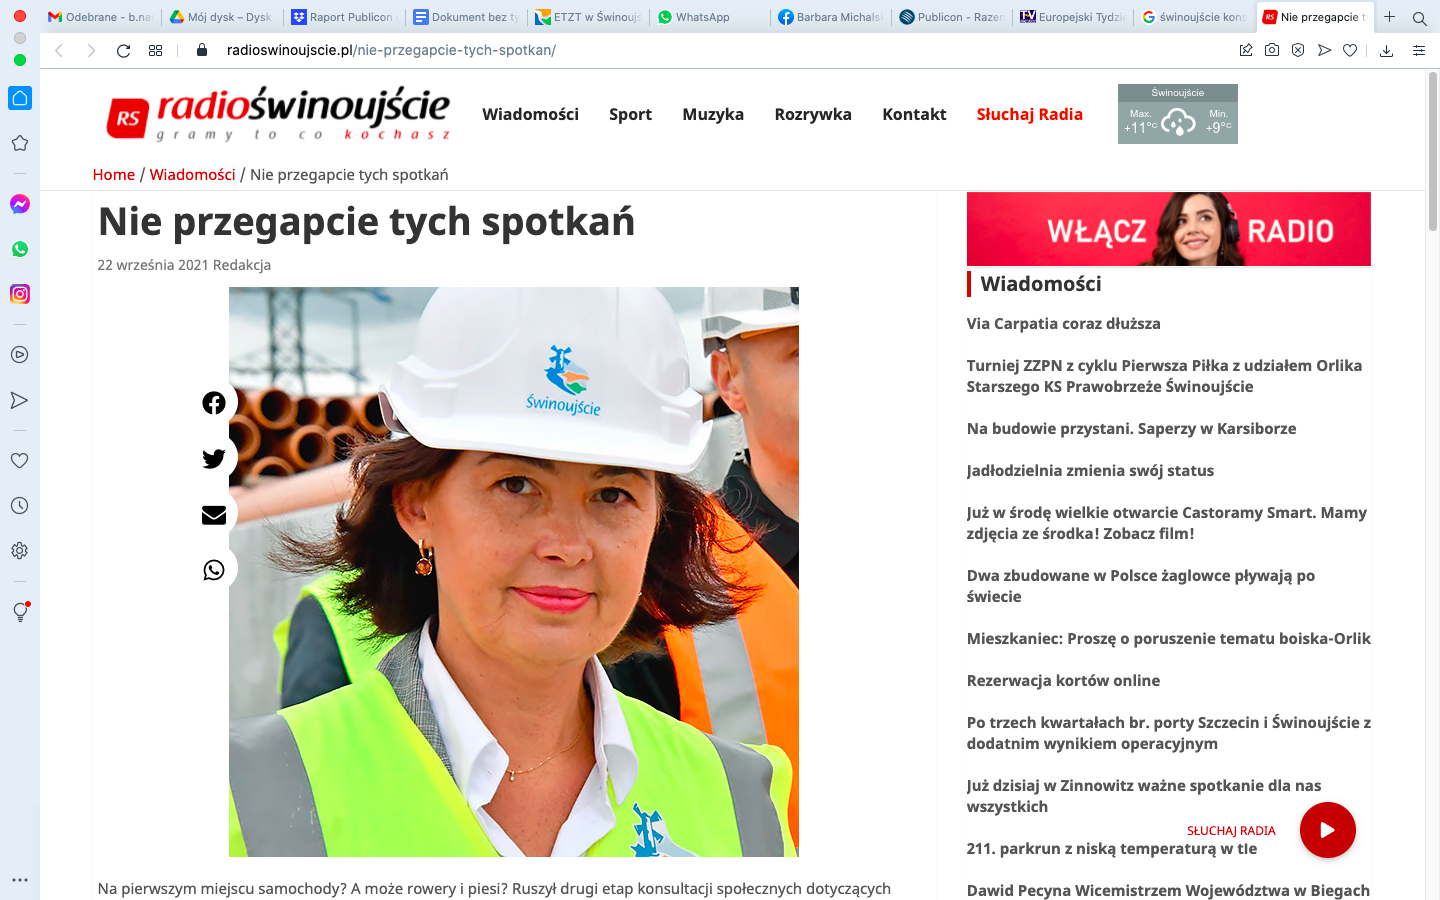 Odebrane - b.na
Mój dysk – Dysk
Raport Publicon
Dokument bez ty
ETZT w Świnouj
WhatsApp
Barbara Michals
Publicon - Razen
Europejski Tydzi
świnoujście kons
Nie przegapcie t
radioswinoujscie.pl/nie-przegapcie-tych-spotkan/
RS radioświnoujście
gramy to co kochasz
Wiadomości
Sport
Muzyka
Rozrywka
Kontakt
Słuchaj Radia
Świnoujście
Max. Min.
+11°C +9°C
Home / Wiadomości / Nie przegapcie tych spotkań
Nie przegapcie tych spotkań
22 września 2021 Redakcja
Świnoujście
Na pierwszym miejscu samochody? A może rowery i piesi? Ruszył drugi etap konsultacji społecznych dotyczących
WŁĄCZ RADIO
Wiadomości
Via Carpatia coraz dłuższa
Turniej ZZPN z cyklu Pierwsza Piłka z udziałem Orlika
Starszego KS Prawobrzeże Świnoujście
Na budowie przystani. Saperzy w Karsiborze
Jadłodzielnia zmienia swój status
Już w środę wielkie otwarcie Castoramy Smart. Mamy
zdjęcia ze środka! Zobacz film!
Dwa zbudowane w Polsce żaglowce pływają po
świecie
Mieszkaniec: Proszę o poruszenie tematu boiska-Orlik
Rezerwacja kortów online
Po trzech kwartałach br. porty Szczecin i Świnoujście z
dodatnim wynikiem operacyjnym
Już dzisiaj w Zinnowitz ważne spotkanie dla nas
wszystkich
SŁUCHAJ RADIA
211. parkrun z niską temperaturą w tle
Dawid Pecyna Wicemistrzem Województwa w Biegach